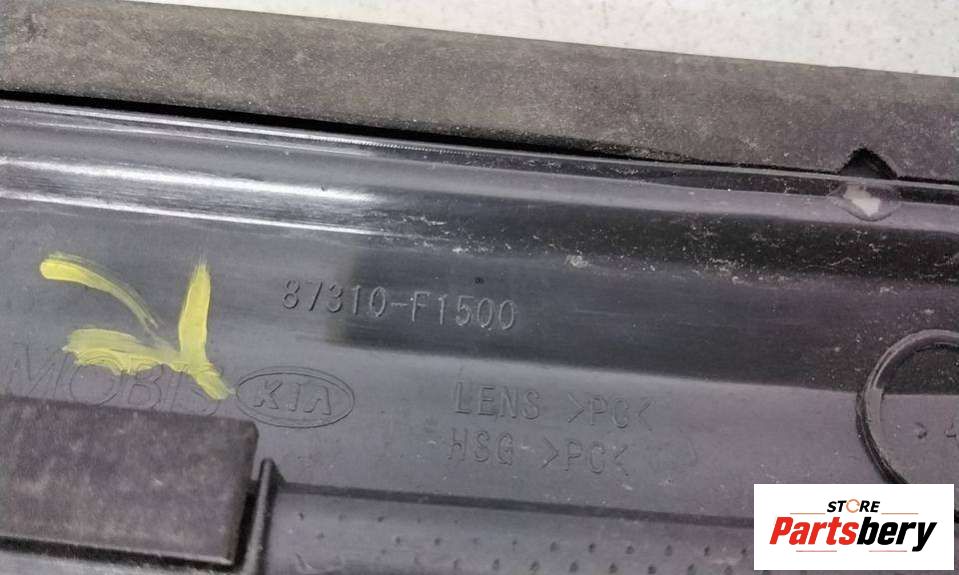 87310-F1500
MOBIS KIA
LENS >PC<
HSG >PC<
STORE
Partsbery